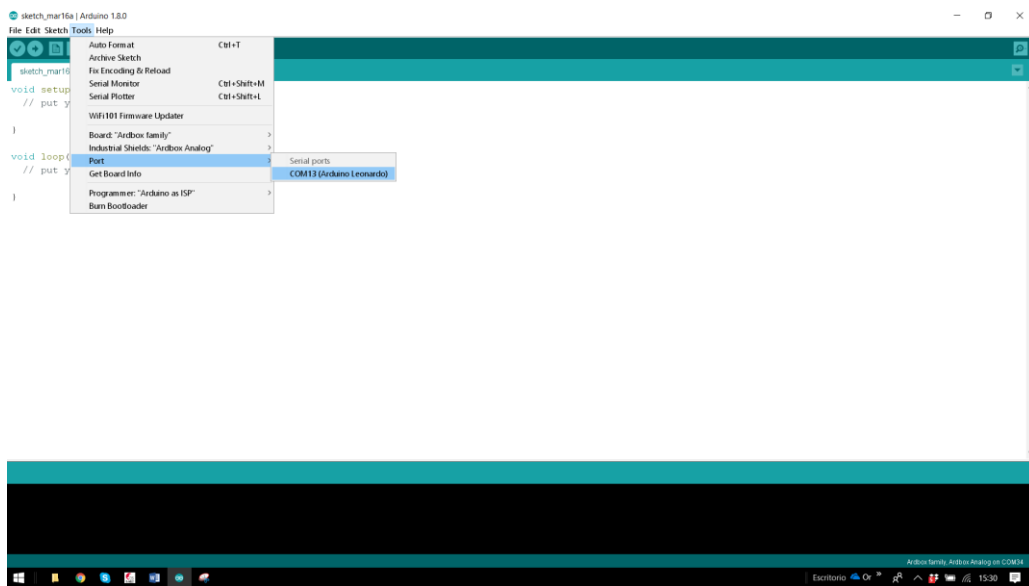 sketch_mar16a | Arduino 1.8.0
File Edit Sketch Tools Help
Auto Format Ctrl+T
Archive Sketch
Fix Encoding & Reload
Serial Monitor Ctrl+Shift+M
Serial Plotter Ctrl+Shift+L
WiFi101 Firmware Updater
Board: "Ardbox family"
Industrial Shields: "Ardbox Analog"
Port
Get Board Info
Programmer: "Arduino as ISP"
Burn Bootloader
Serial ports
COM13 (Arduino Leonardo)
sketch_mar16
void setup
// put y
}
void loop(
// put y
}
Ardbox family, Ardbox Analog on COM34
Escritorio Or » 15:30